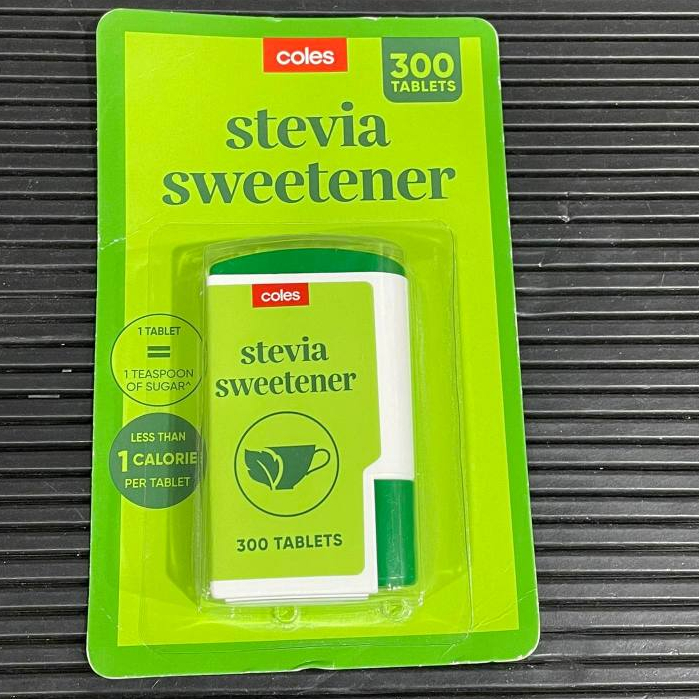 coles
300
TABLETS
stevia
sweetener
coles
stevia
sweetener
300 TABLETS
1 TABLET
=
1 TEASPOON
OF SUGAR^
LESS THAN
1 CALORIE
PER TABLET